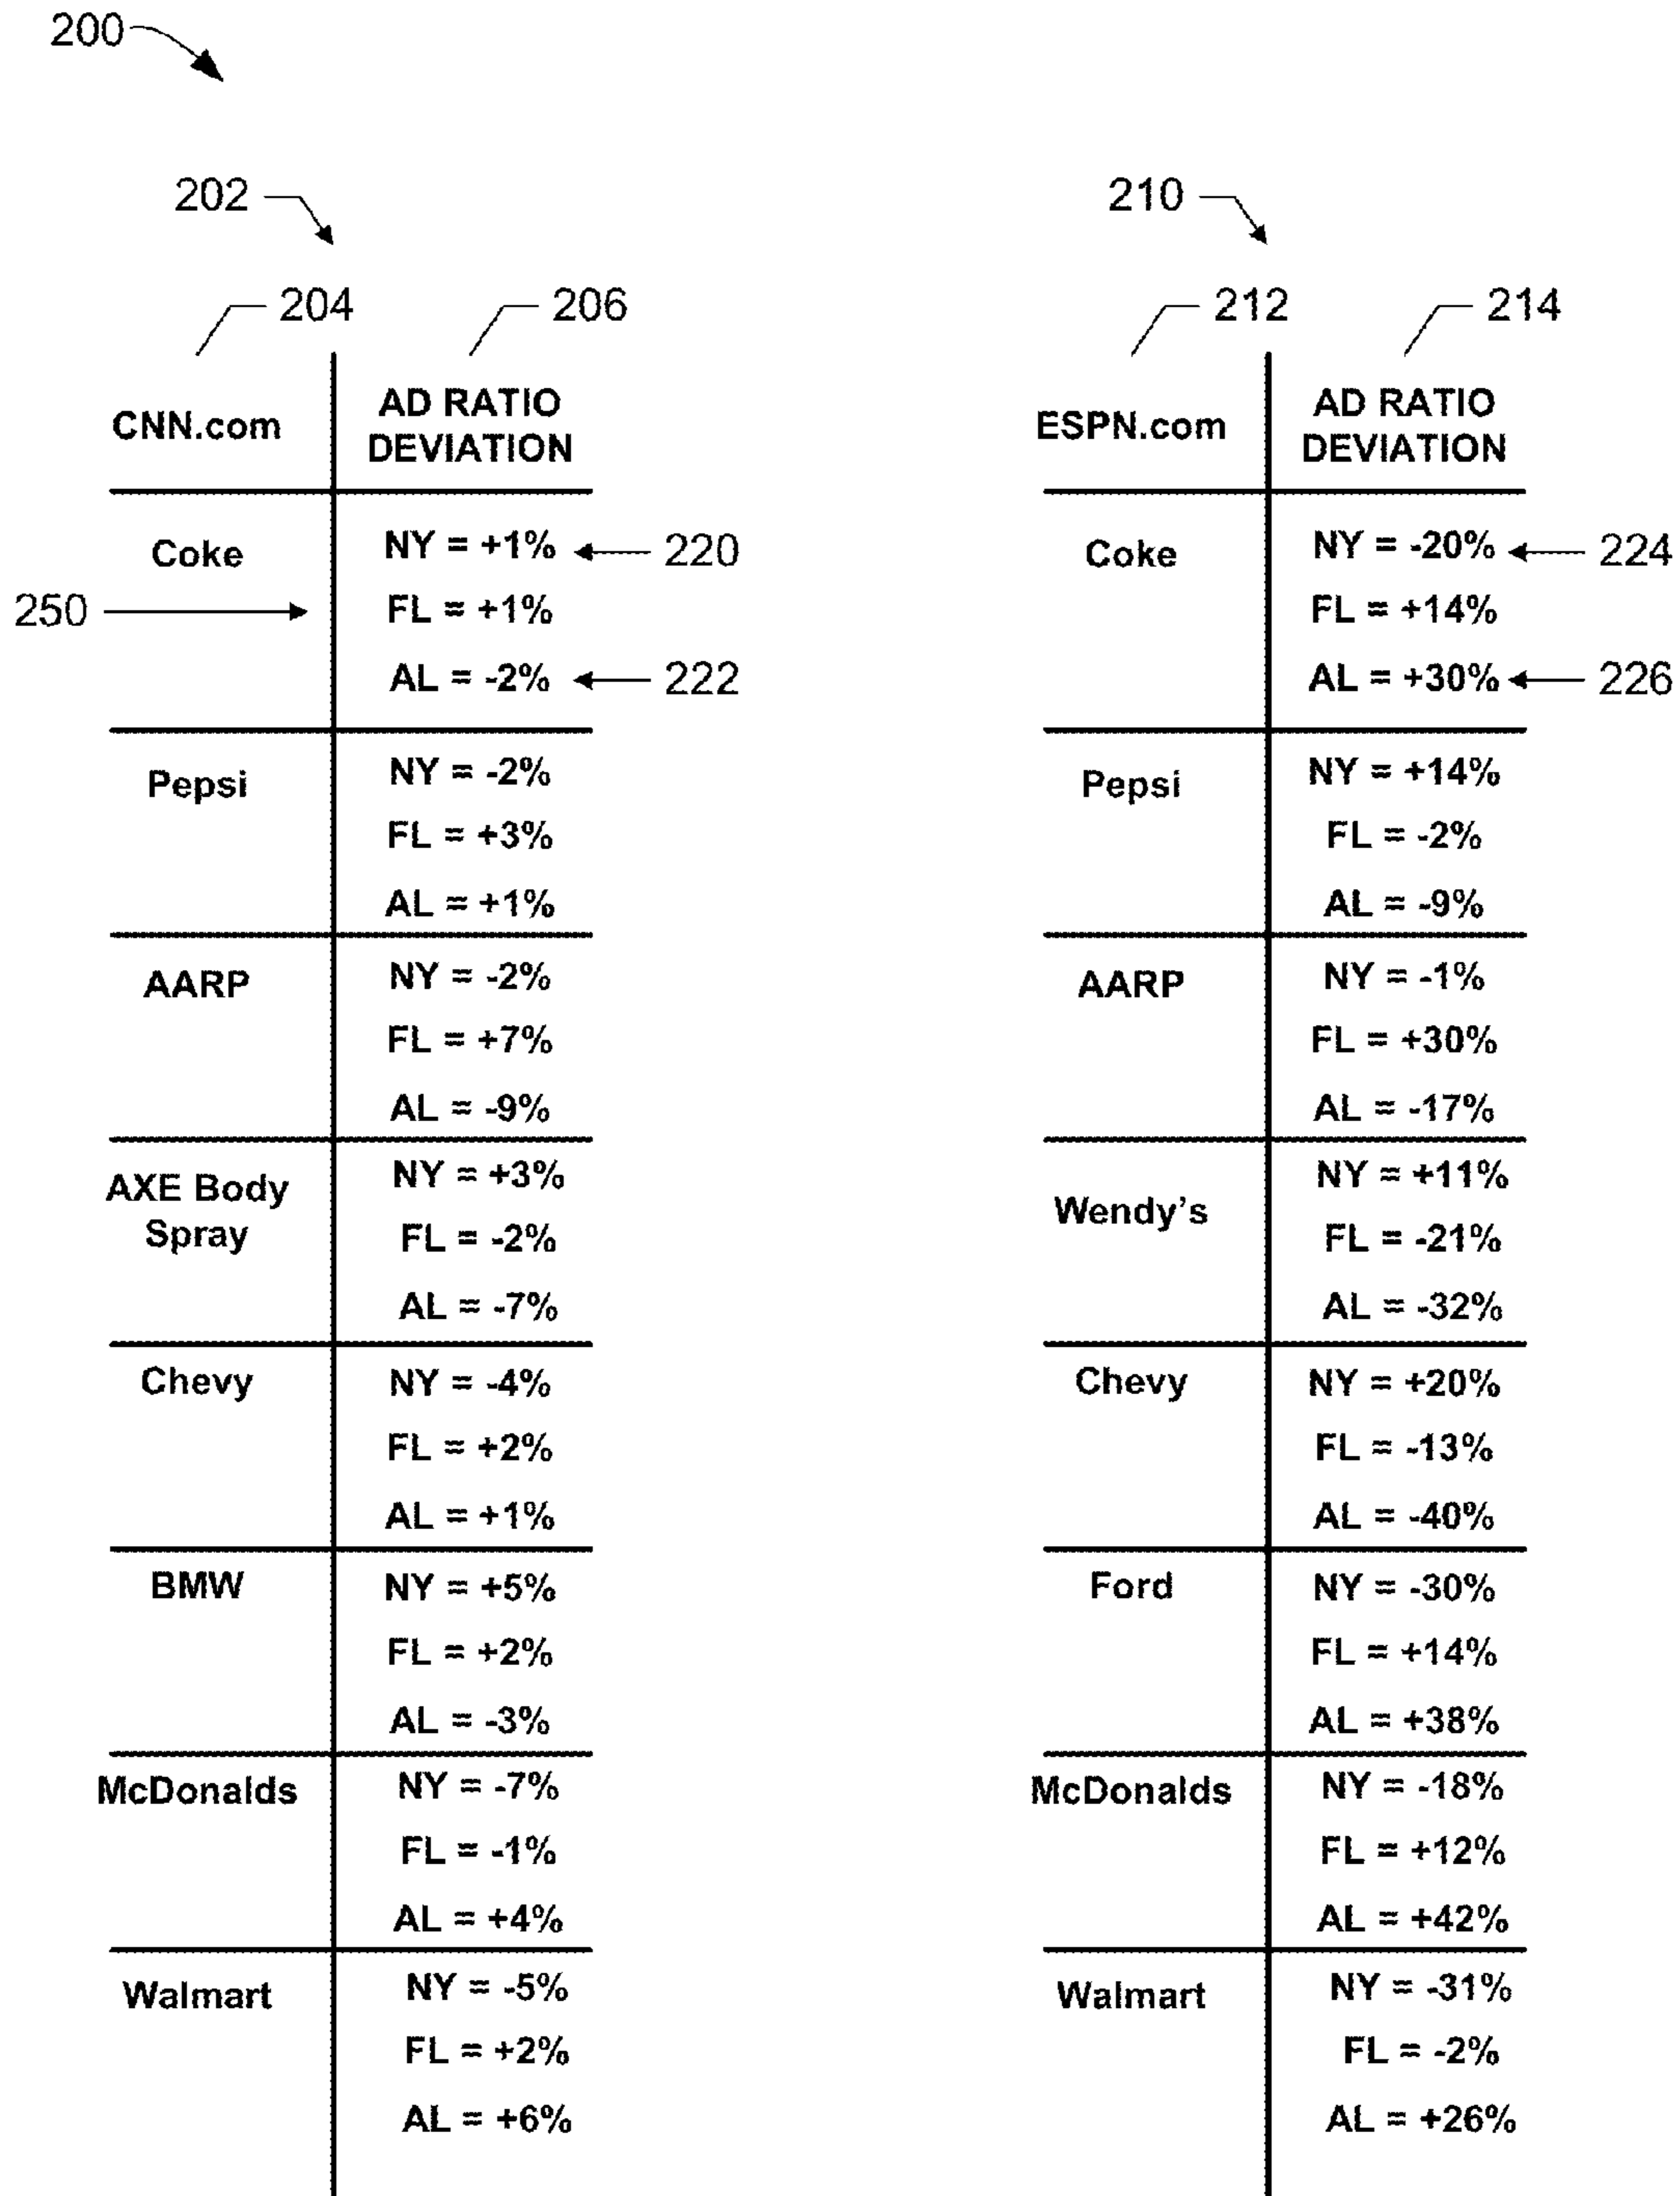 200
202
204
206
CNN.com
AD RATIO
DEVIATION
Coke
NY = +1%
220
250
FL = +1%
AL = -2%
222
Pepsi
NY = -2%
FL = +3%
AL = +1%
AARP
NY = -2%
FL = +7%
AL = -9%
AXE Body
Spray
NY = +3%
FL = -2%
AL = -7%
Chevy
NY = -4%
FL = +2%
AL = +1%
BMW
NY = +5%
FL = +2%
AL = -3%
McDonalds
NY = -7%
FL = -1%
AL = +4%
Walmart
NY = -5%
FL = +2%
AL = +6%
210
212
214
ESPN.com
AD RATIO
DEVIATION
Coke
NY = -20%
224
FL = +14%
AL = +30%
226
Pepsi
NY = +14%
FL = -2%
AL = -9%
AARP
NY = -1%
FL = +30%
AL = -17%
Wendy's
NY = +11%
FL = -21%
AL = -32%
Chevy
NY = +20%
FL = -13%
AL = -40%
Ford
NY = -30%
FL = +14%
AL = +38%
McDonalds
NY = -18%
FL = +12%
AL = +42%
Walmart
NY = -31%
FL = -2%
AL = +26%